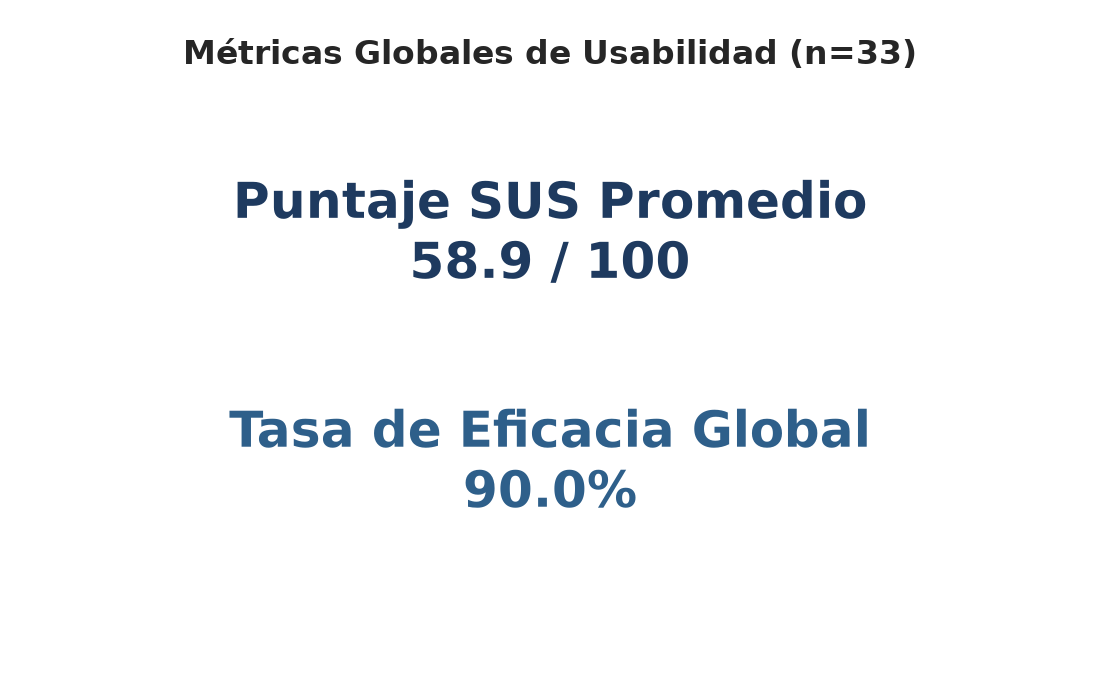 Métricas Globales de Usabilidad (n=33)
Puntaje SUS Promedio
58.9 / 100
Tasa de Eficacia Global
90.0%